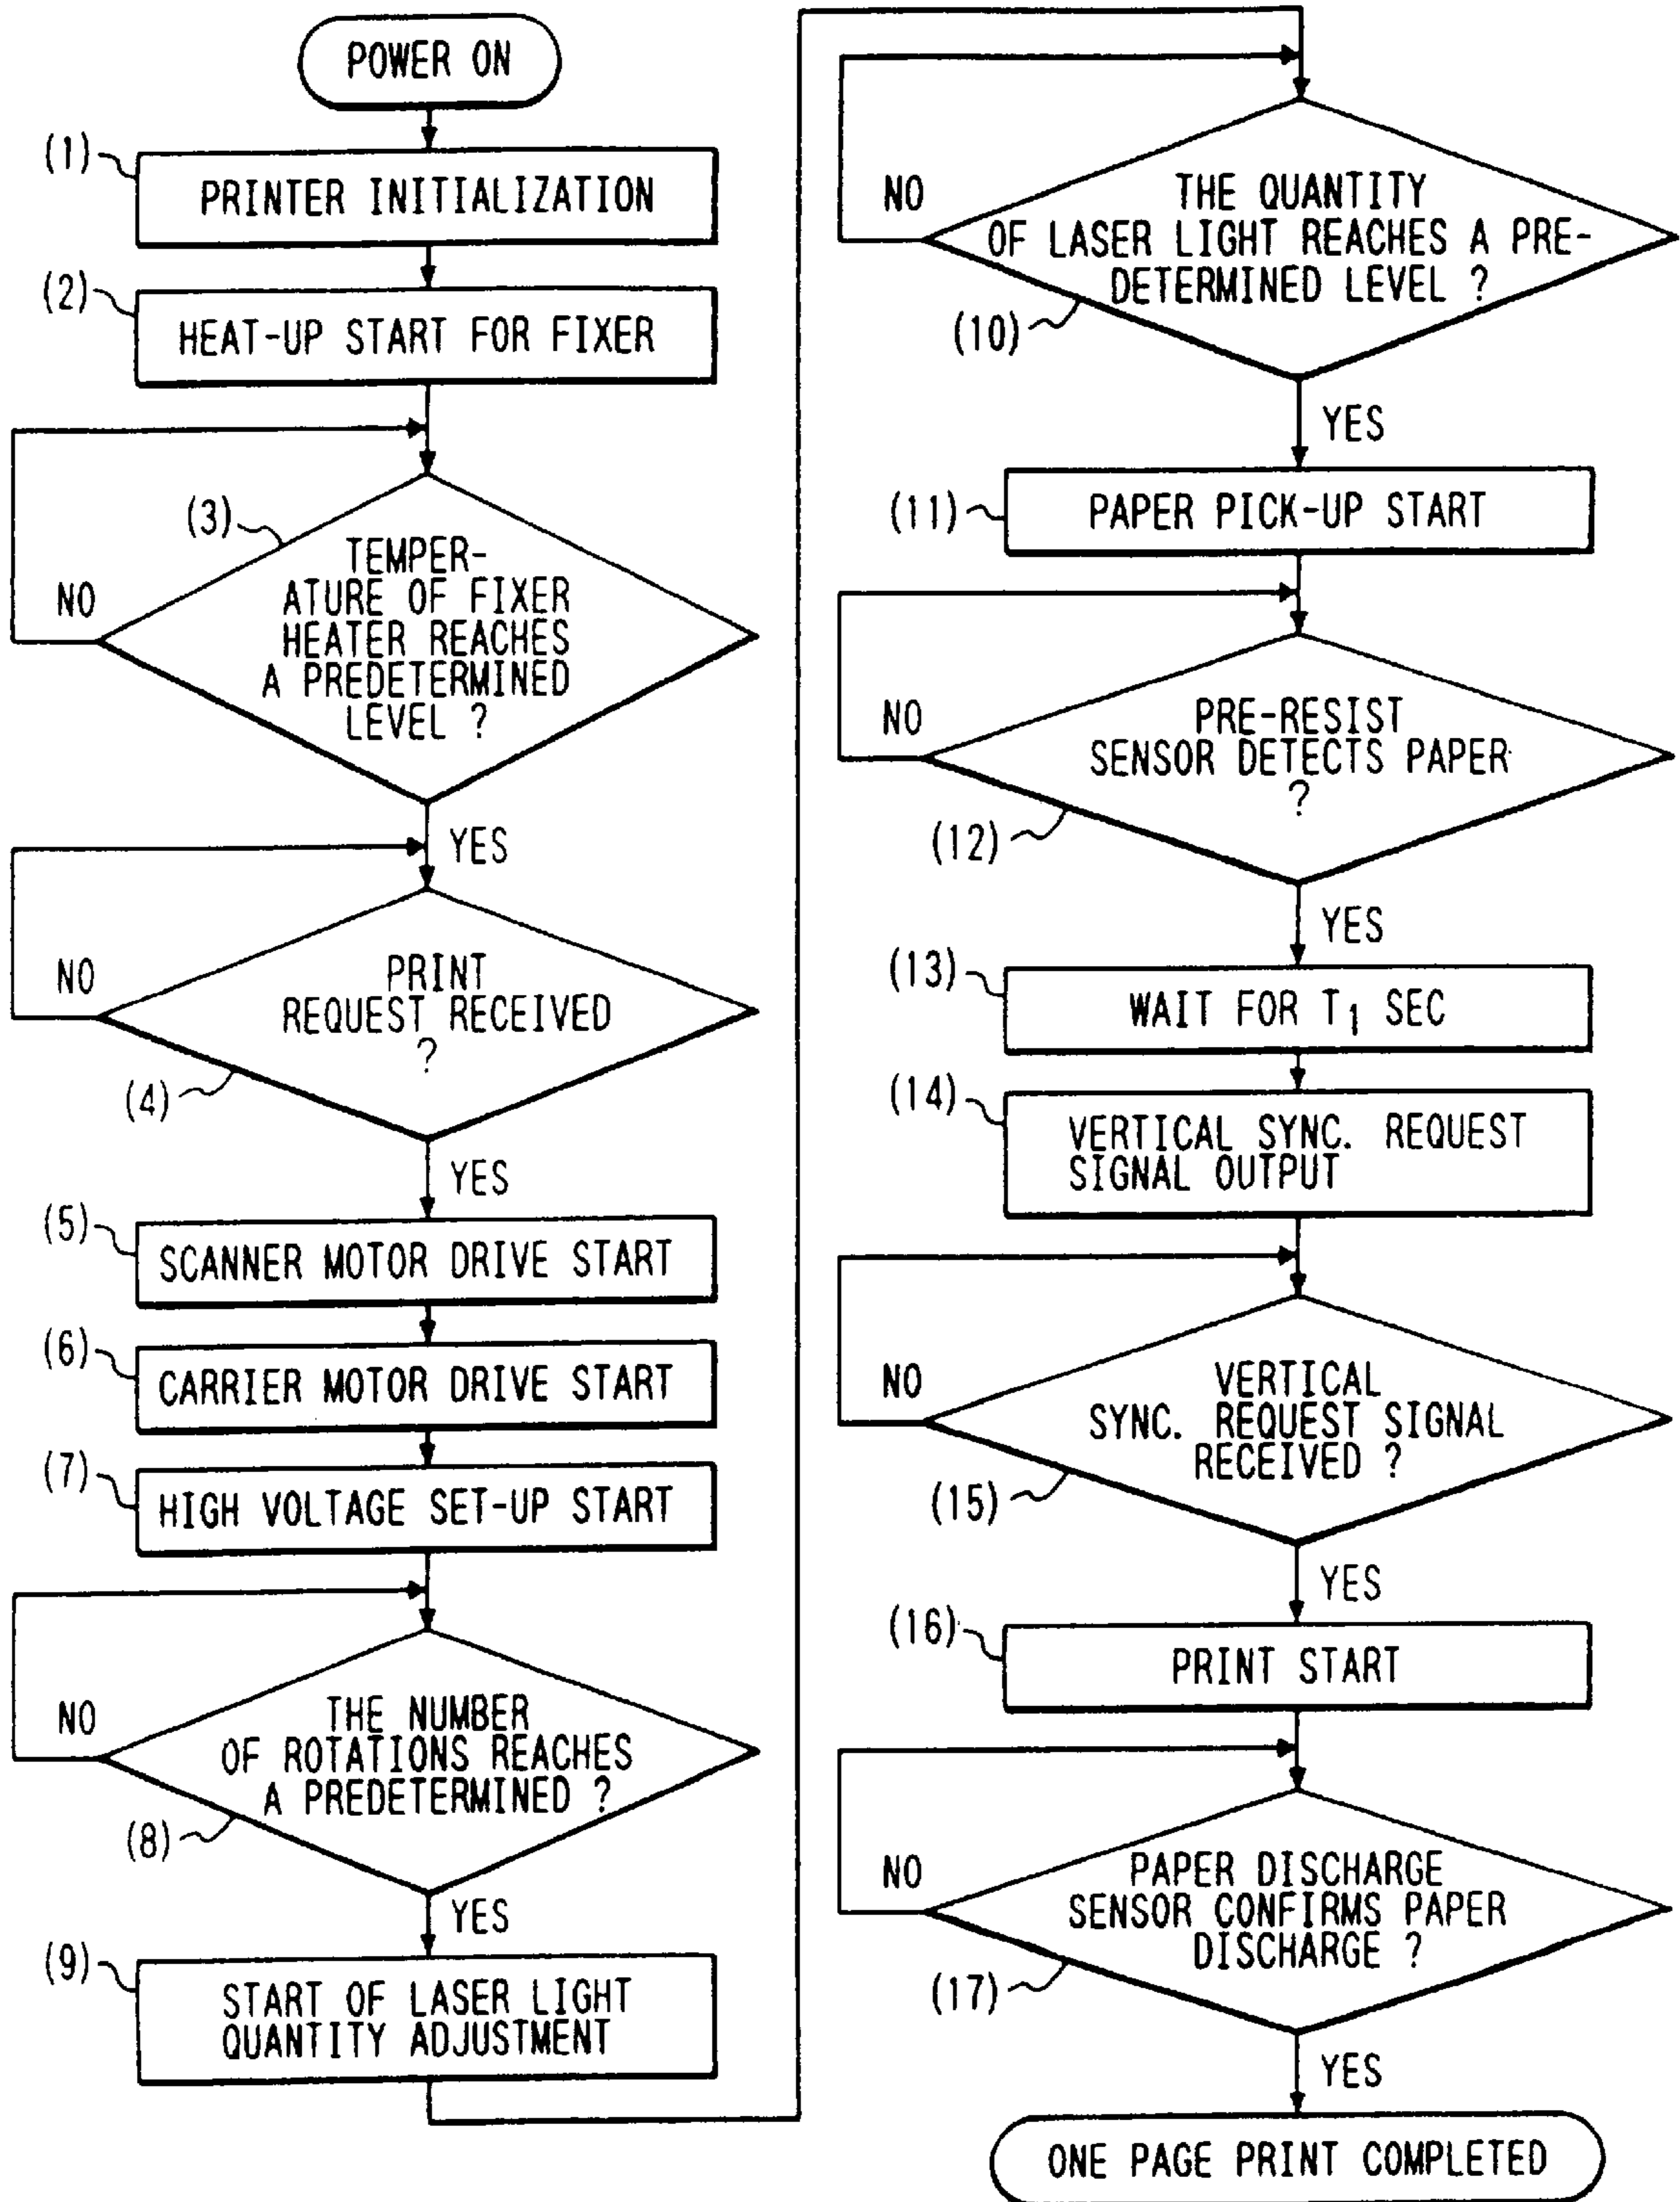 POWER ON
(1)
PRINTER INITIALIZATION
(2)
HEAT-UP START FOR FIXER
(3)
TEMPER-
ATURE OF FIXER
HEATER REACHES
A PREDETERMINED
LEVEL ?
NO
YES
PRINT
REQUEST RECEIVED
?
NO
(4)
YES
(5)
SCANNER MOTOR DRIVE START
(6)
CARRIER MOTOR DRIVE START
(7)
HIGH VOLTAGE SET-UP START
THE NUMBER
OF ROTATIONS REACHES
A PREDETERMINED ?
NO
(8)
YES
(9)
START OF LASER LIGHT
QUANTITY ADJUSTMENT
THE QUANTITY
OF LASER LIGHT REACHES A PRE-
DETERMINED LEVEL ?
NO
(10)
YES
(11)
PAPER PICK-UP START
NO
PRE-RESIST
SENSOR DETECTS PAPER
?
(12)
YES
(13)
WAIT FOR T₁ SEC
(14)
VERTICAL SYNC. REQUEST
SIGNAL OUTPUT
NO
VERTICAL
SYNC. REQUEST SIGNAL
RECEIVED ?
(15)
YES
(16)
PRINT START
NO
PAPER DISCHARGE
SENSOR CONFIRMS PAPER
DISCHARGE ?
(17)
YES
ONE PAGE PRINT COMPLETED